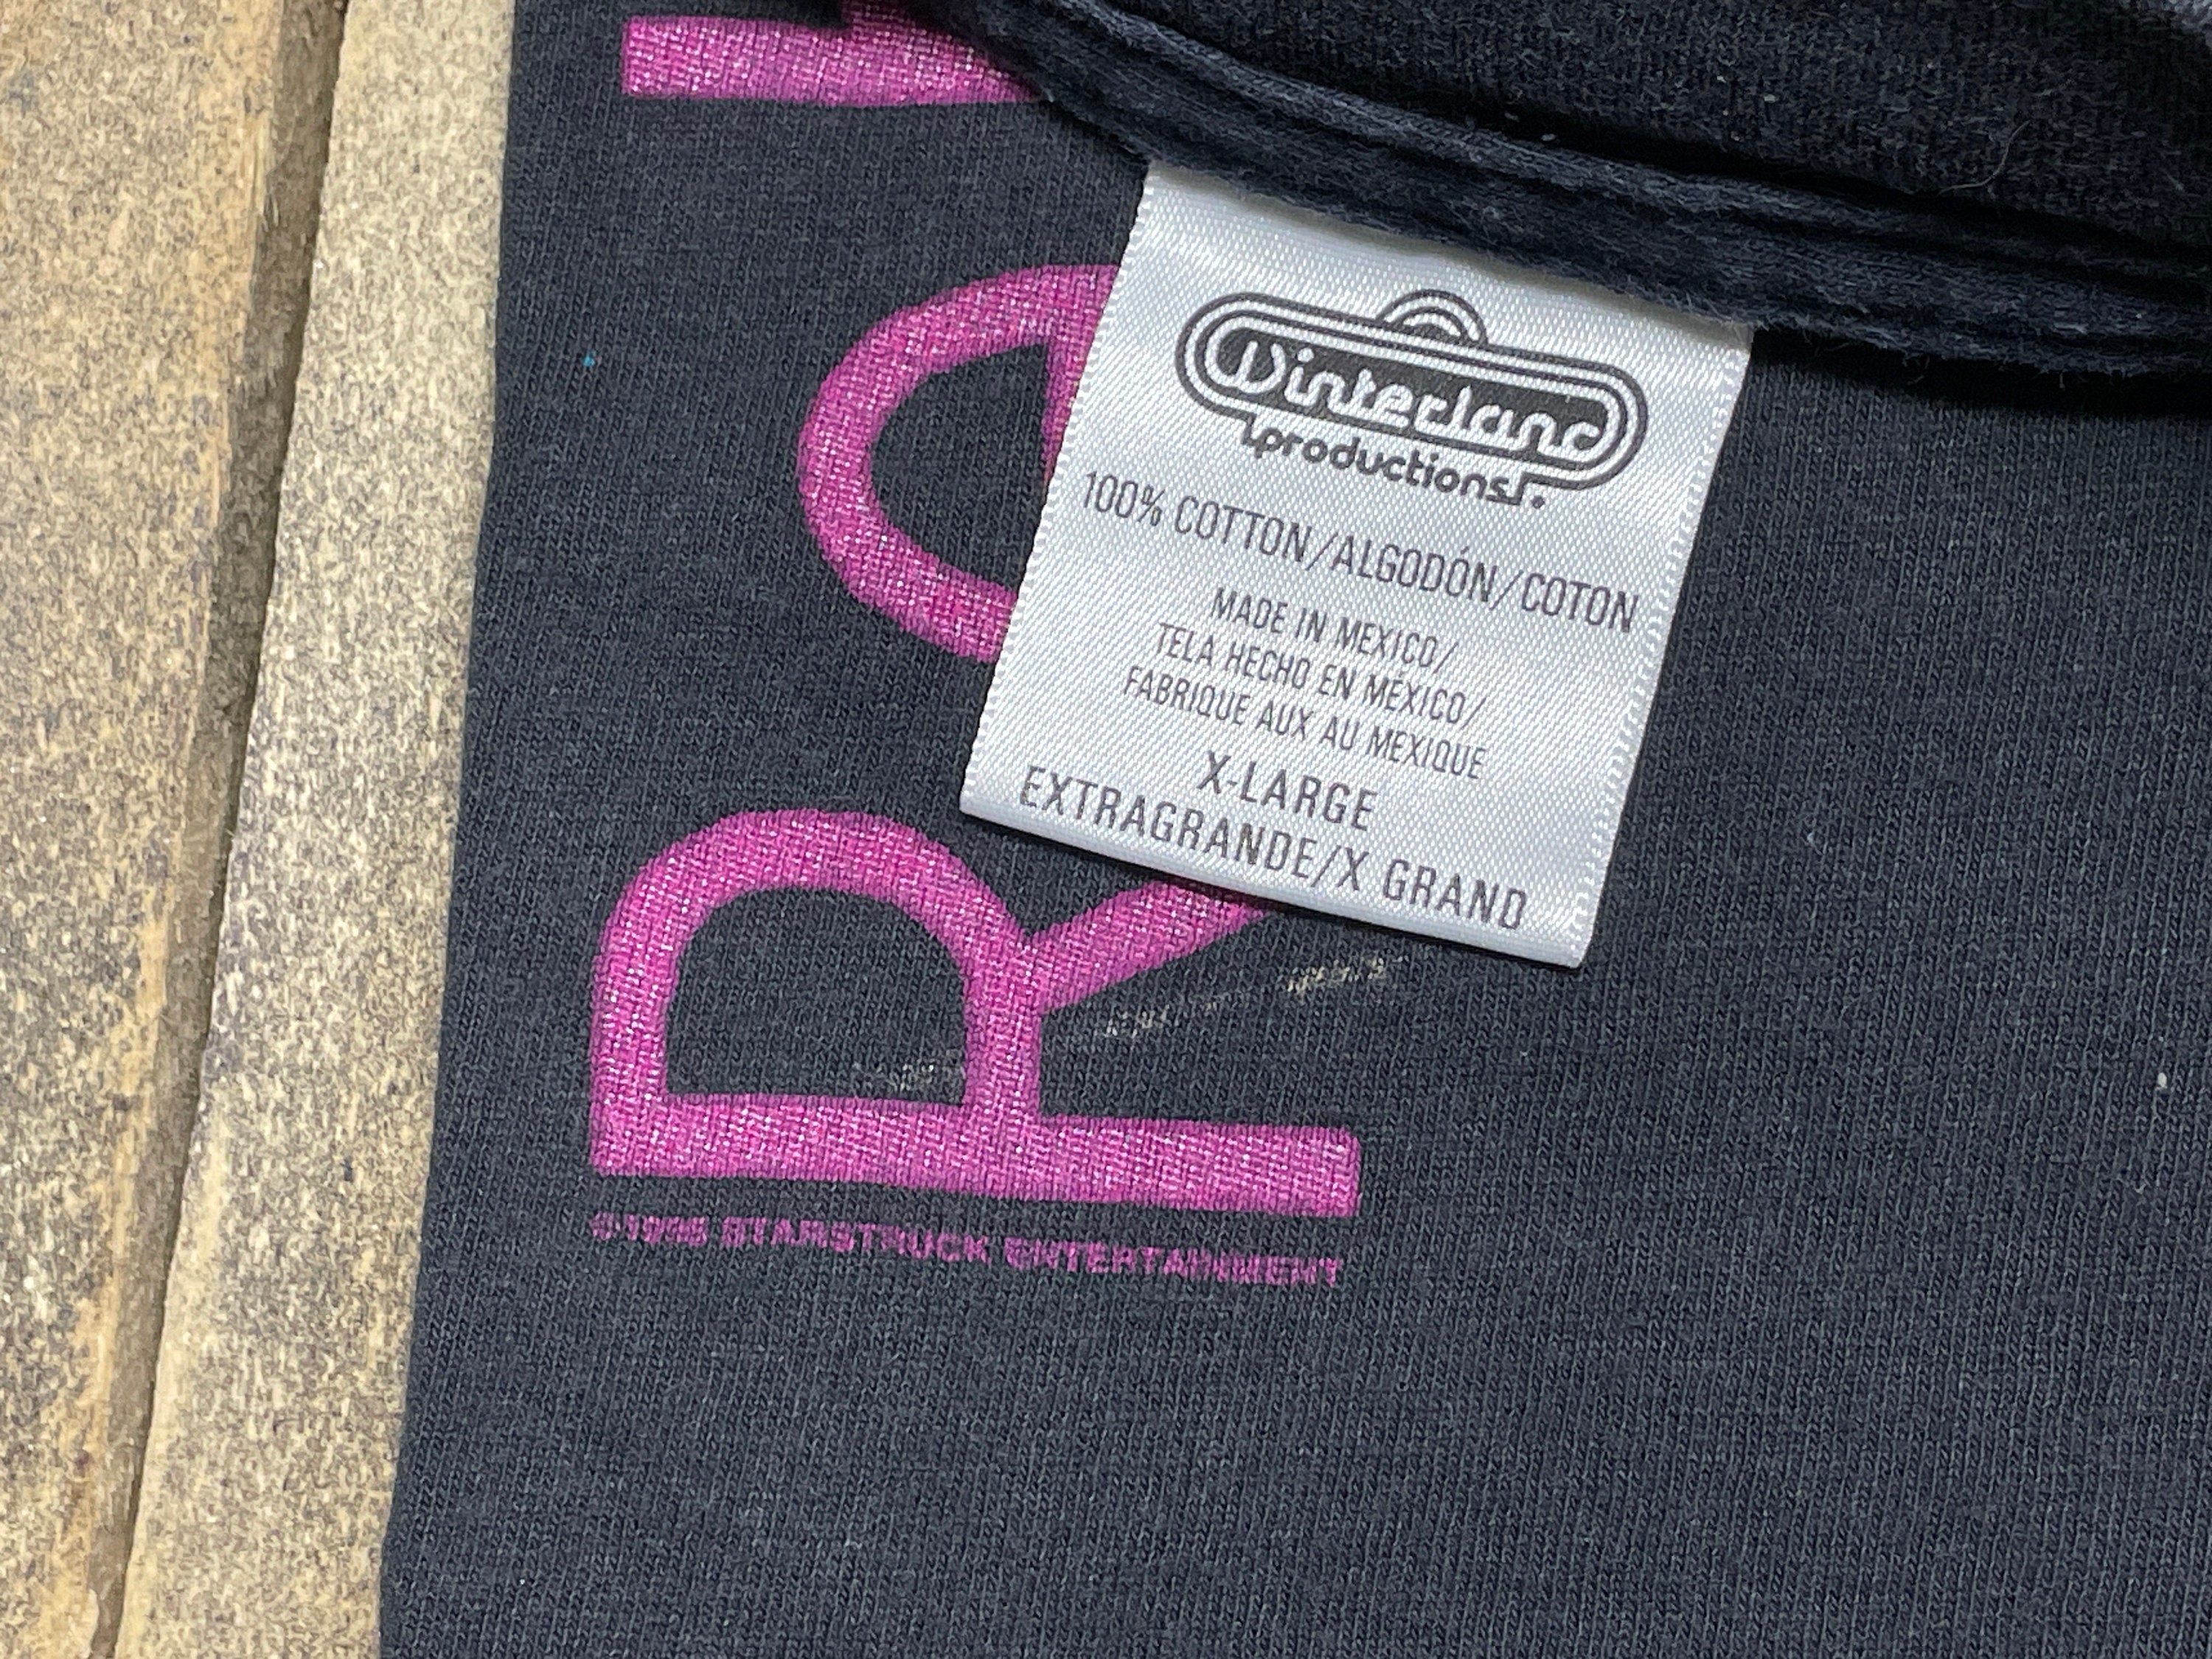 Winterland
productions.
100% COTTON/ALGODÓN/COTON
MADE IN MEXICO/
TELA HECHO EN MEXICO/
FABRIQUE AUX AU MEXIQUE
X-LARGE
EXTRAGRANDE/X GRAND
R
©1995 STARSTRUCK ENTERTAINMENT